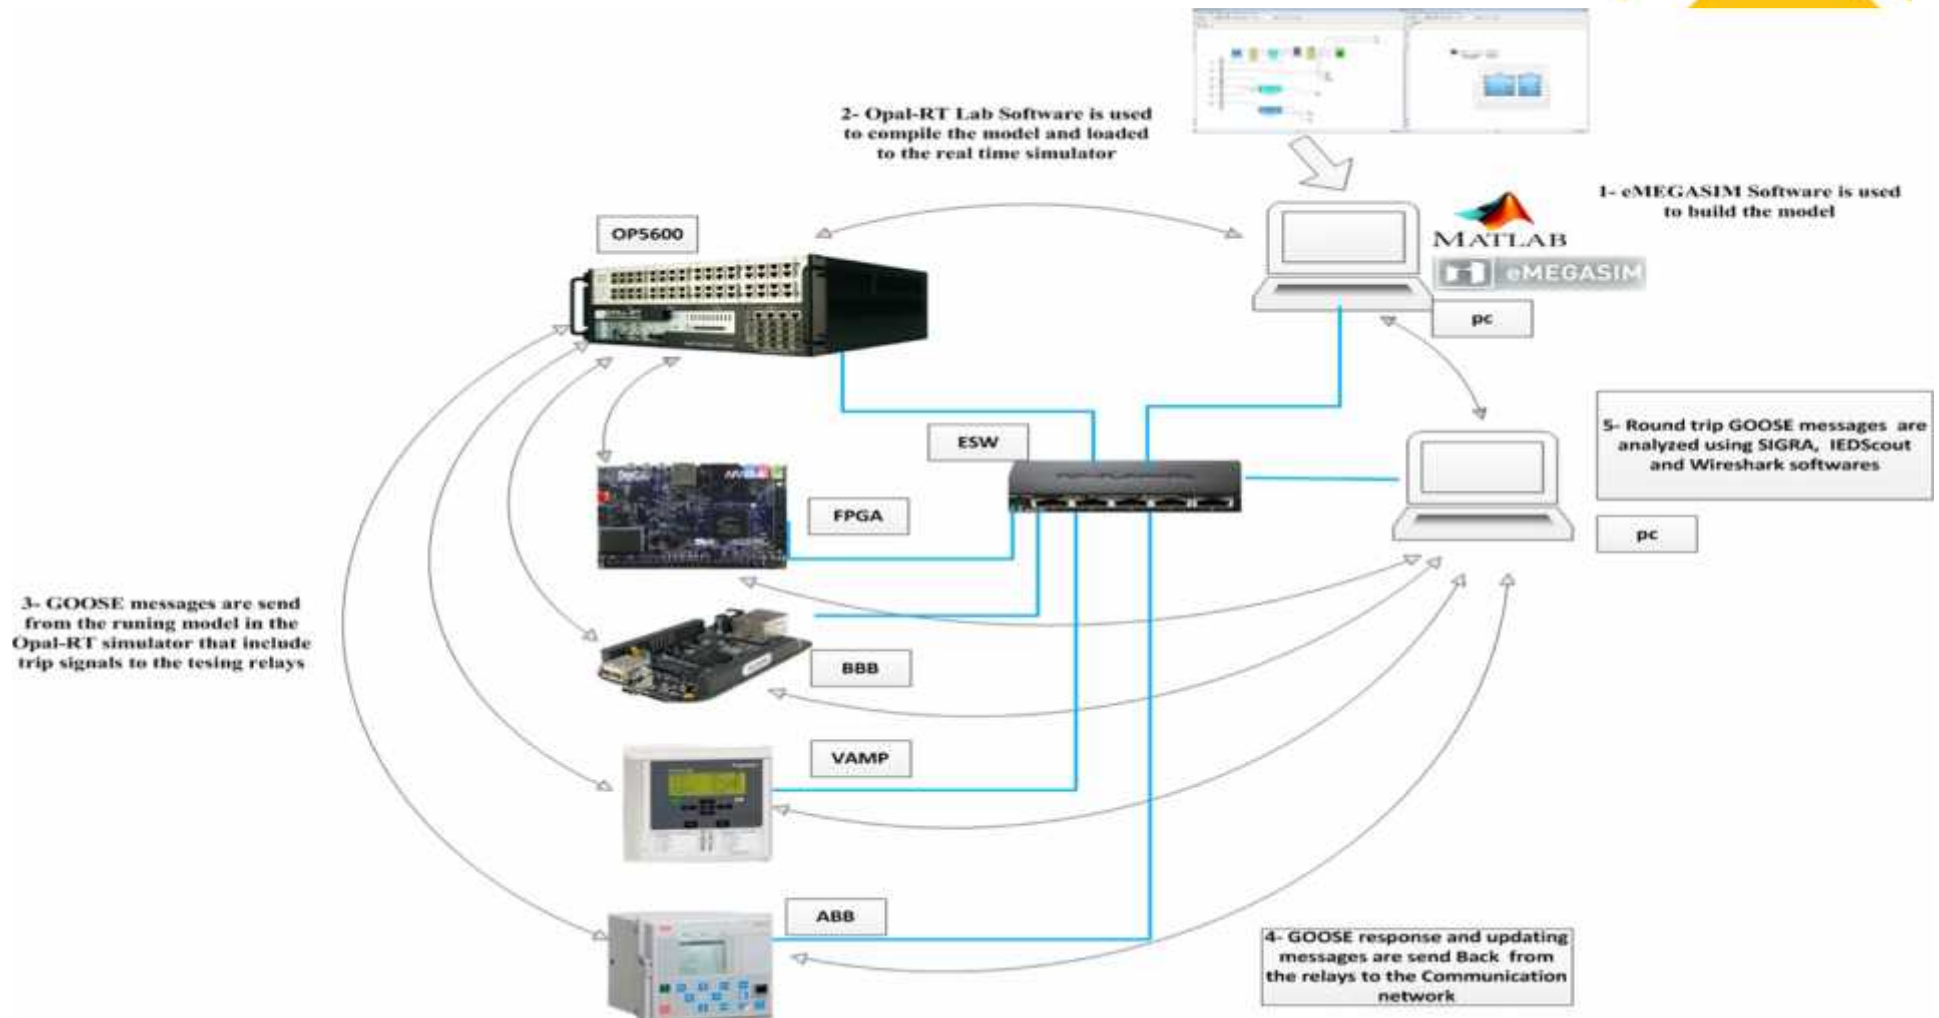 2- Opal-RT Lab Software is used
to compile the model and loaded
to the real time simulator
1- eMEGASIM Software is used
to build the model
MATLAB
eMEGASIM
pc
OP5600
ESW
5- Round trip GOOSE messages are
analyzed using SIGRA, IEDScout
and Wireshark softwares
pc
FPGA
3- GOOSE messages are send
from the runing model in the
Opal-RT simulator that include
trip signals to the tesing relays
BBB
VAMP
ABB
4- GOOSE response and updating
messages are send Back from
the relays to the Communication
network